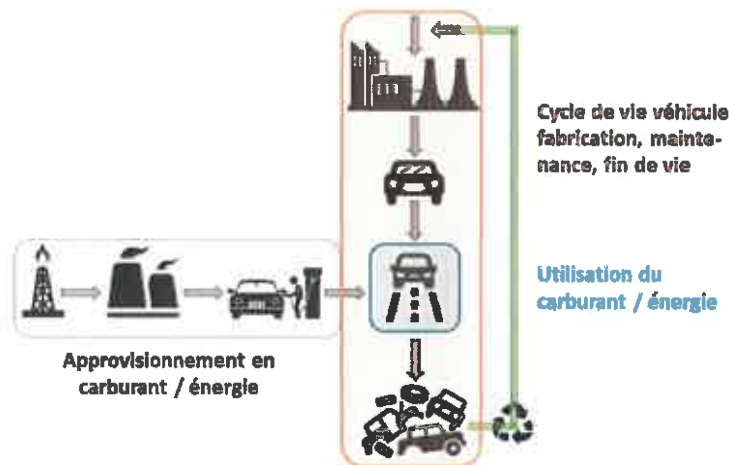 Cycle de vie véhicule
fabrication, mainte-
nance, fin de vie
Utilisation du
carburant / énergie
Approvisionnement en
carburant / énergie